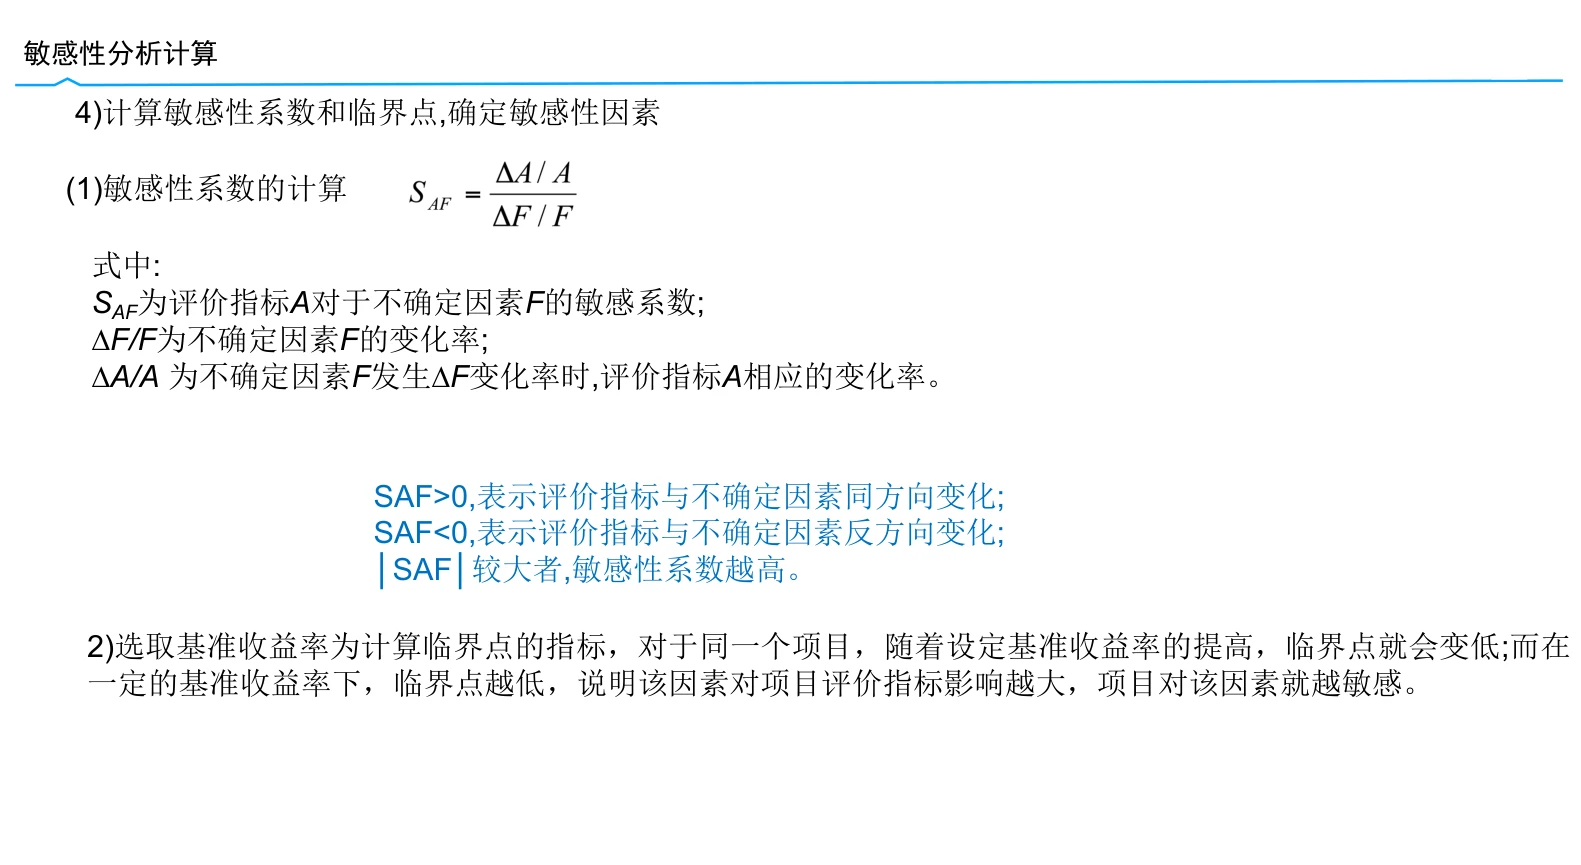 敏感性分析计算
4)计算敏感性系数和临界点,确定敏感性因素
(1)敏感性系数的计算 S_AF = (ΔA / A) / (ΔF / F)
式中:
S_AF为评价指标A对于不确定因素F的敏感系数;
ΔF/F为不确定因素F的变化率;
ΔA/A 为不确定因素F发生ΔF变化率时,评价指标A相应的变化率。
SAF>0,表示评价指标与不确定因素同方向变化;
SAF<0,表示评价指标与不确定因素反方向变化;
│SAF│较大者,敏感性系数越高。
2)选取基准收益率为计算临界点的指标，对于同一个项目，随着设定基准收益率的提高，临界点就会变低;而在
一定的基准收益率下，临界点越低，说明该因素对项目评价指标影响越大，项目对该因素就越敏感。